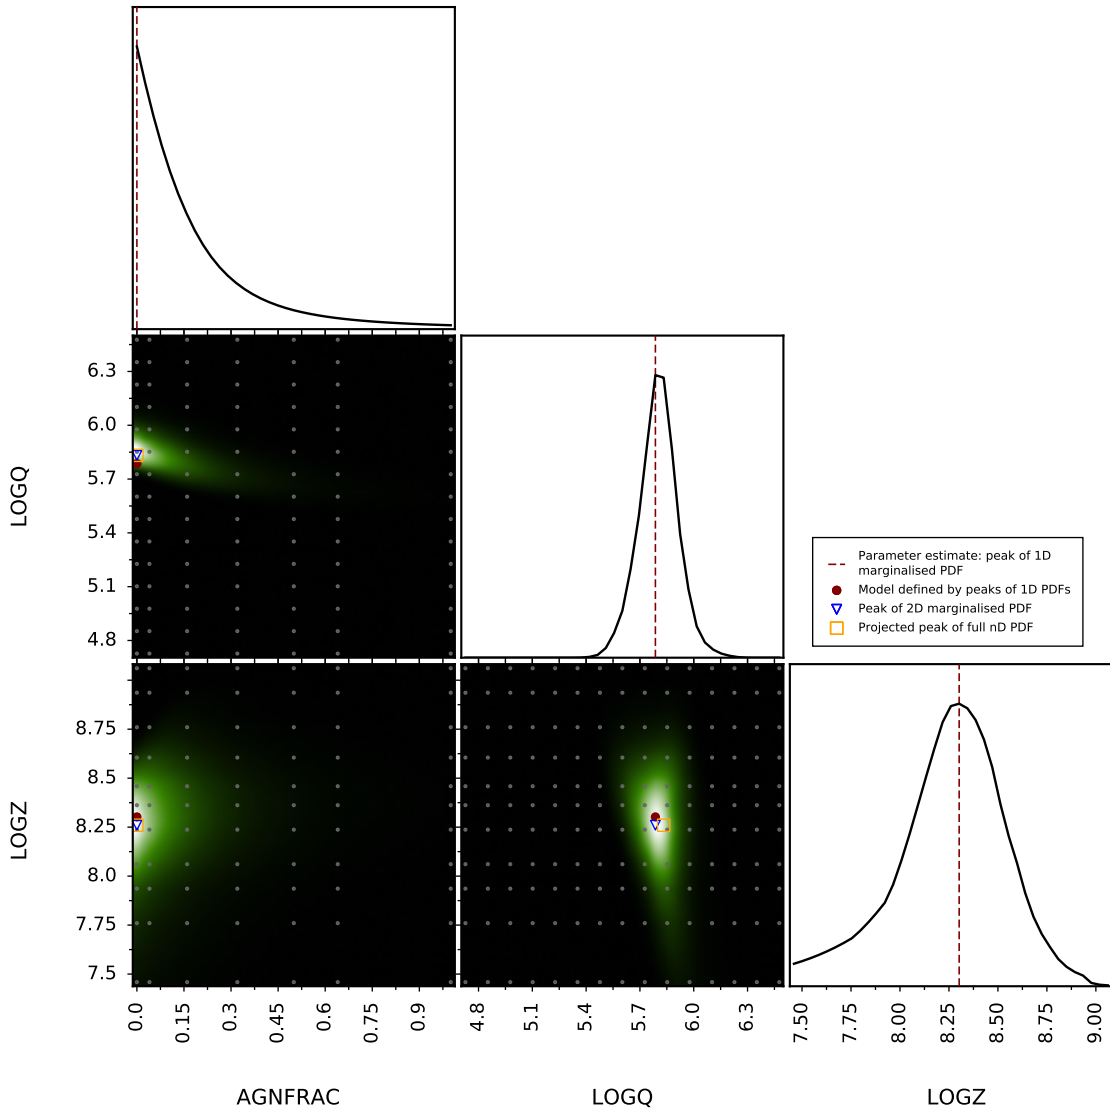 6.3
6.0
5.7
5.4
5.1
4.8
LOGQ
Parameter estimate: peak of 1D
marginalised PDF
Model defined by peaks of 1D PDFs
Peak of 2D marginalised PDF
Projected peak of full nD PDF
8.75
8.5
8.25
8.0
7.75
7.5
LOGZ
0.0 0.15 0.3 0.45 0.6 0.75 0.9
4.8 5.1 5.4 5.7 6.0 6.3
7.50 7.75 8.00 8.25 8.50 8.75 9.00
AGNFRAC
LOGQ
LOGZ